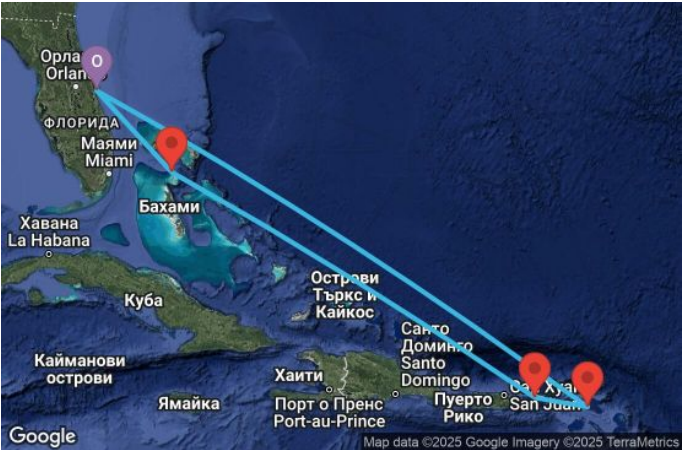 Орла
Orlan
O
ФЛОРИДА
Маями
Miami
Бахами
Хавана
La Habana
Куба
Острови
Търкс и
Кайкос
Кайманови
острови
Хаити
Ямайка
Порт о Пренс
Port-au-Prince
Санто
Доминго
Santo
Domingo
Пуерто
Рико
Сан Хуан
San Juan
Google
Map data ©2025 Google Imagery ©2025 TerraMetrics